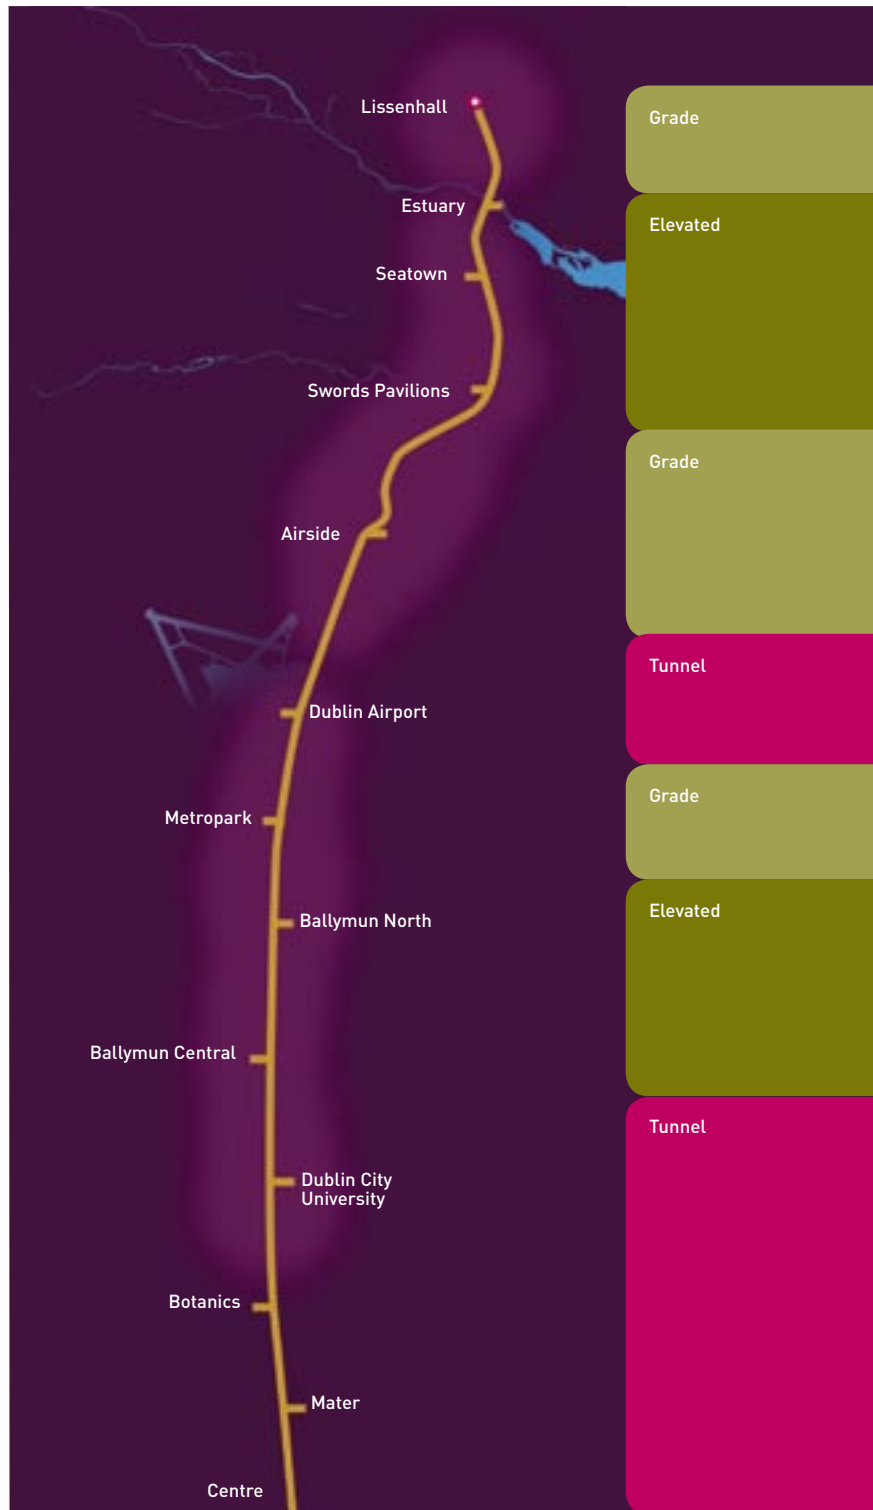 Lissenhall
Grade
Estuary
Elevated
Seatown
Swords Pavilions
Grade
Airside
Tunnel
Dublin Airport
Grade
Metropark
Elevated
Ballymun North
Ballymun Central
Tunnel
Dublin City
University
Botanics
Mater
Centre